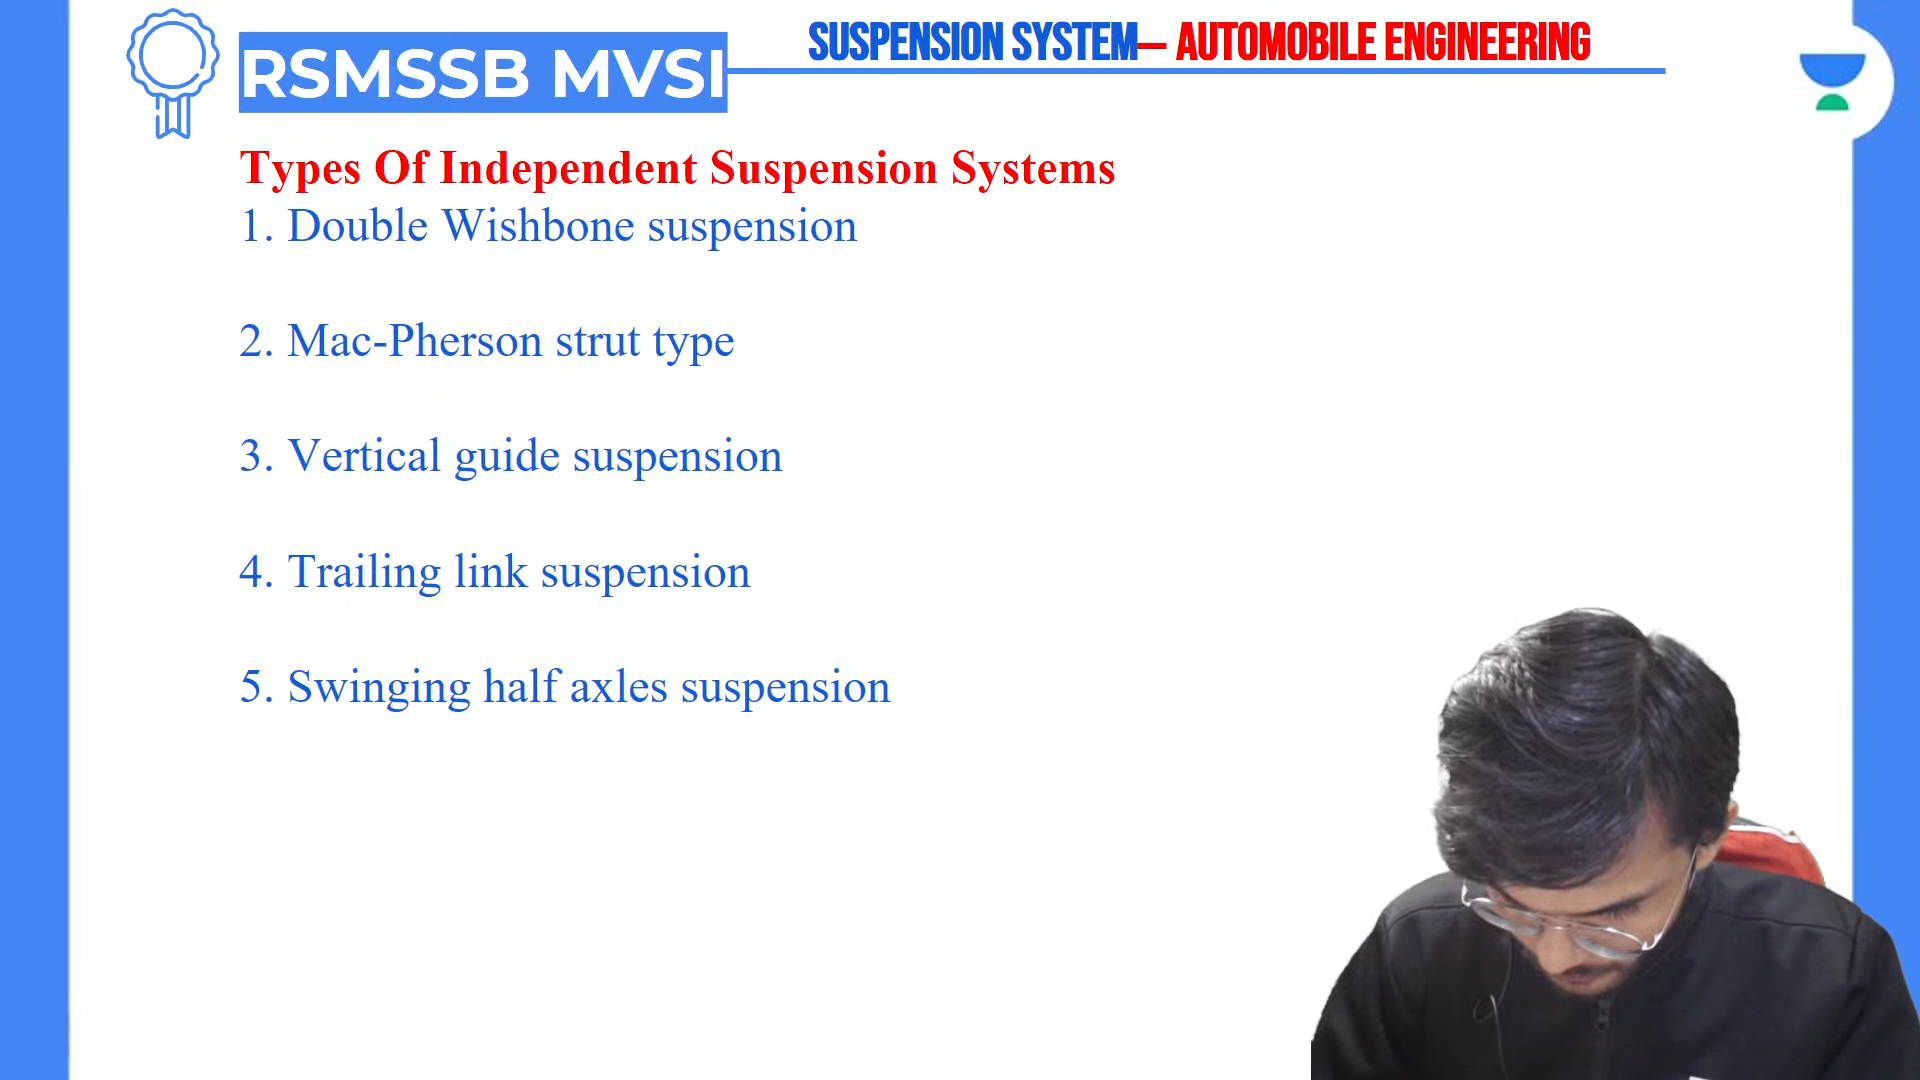 RSMSSB MVSI
SUSPENSION SYSTEM– AUTOMOBILE ENGINEERING
Types Of Independent Suspension Systems
1. Double Wishbone suspension
2. Mac-Pherson strut type
3. Vertical guide suspension
4. Trailing link suspension
5. Swinging half axles suspension